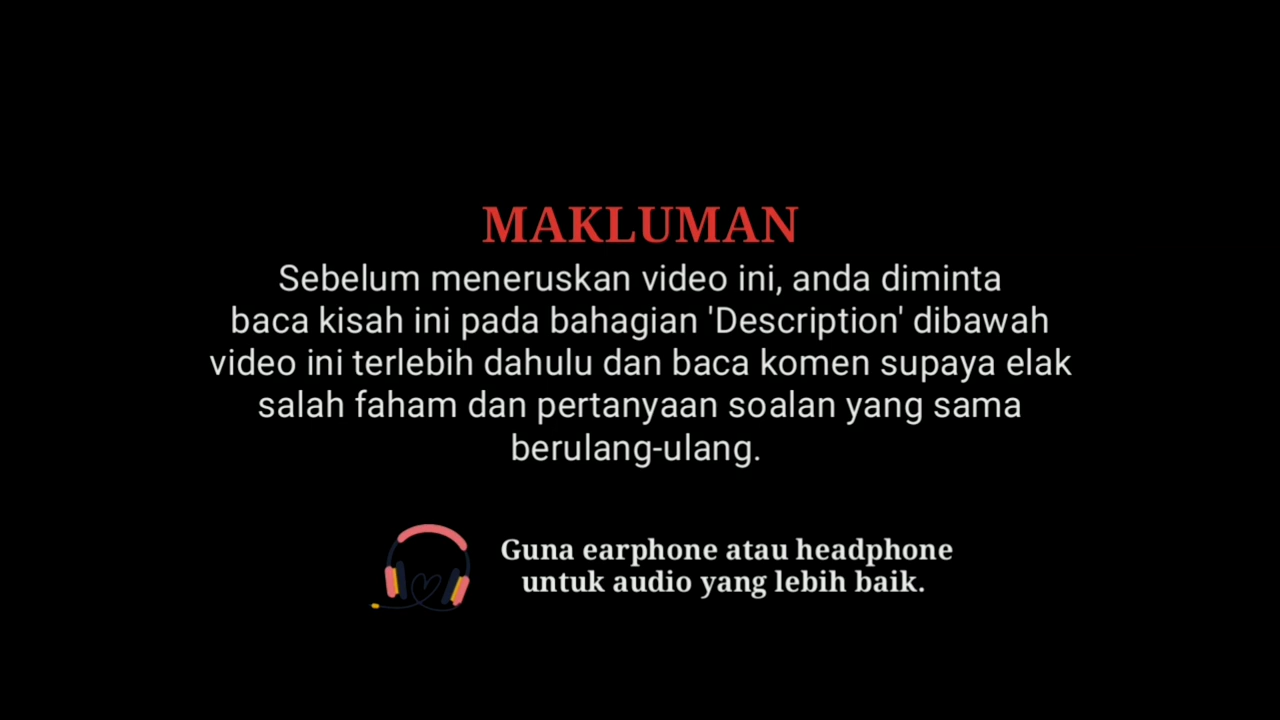 MAKLUMAN
Sebelum meneruskan video ini, anda diminta
baca kisah ini pada bahagian 'Description' dibawah
video ini terlebih dahulu dan baca komen supaya elak
salah faham dan pertanyaan soalan yang sama
berulang-ulang.
Guna earphone atau headphone
untuk audio yang lebih baik.